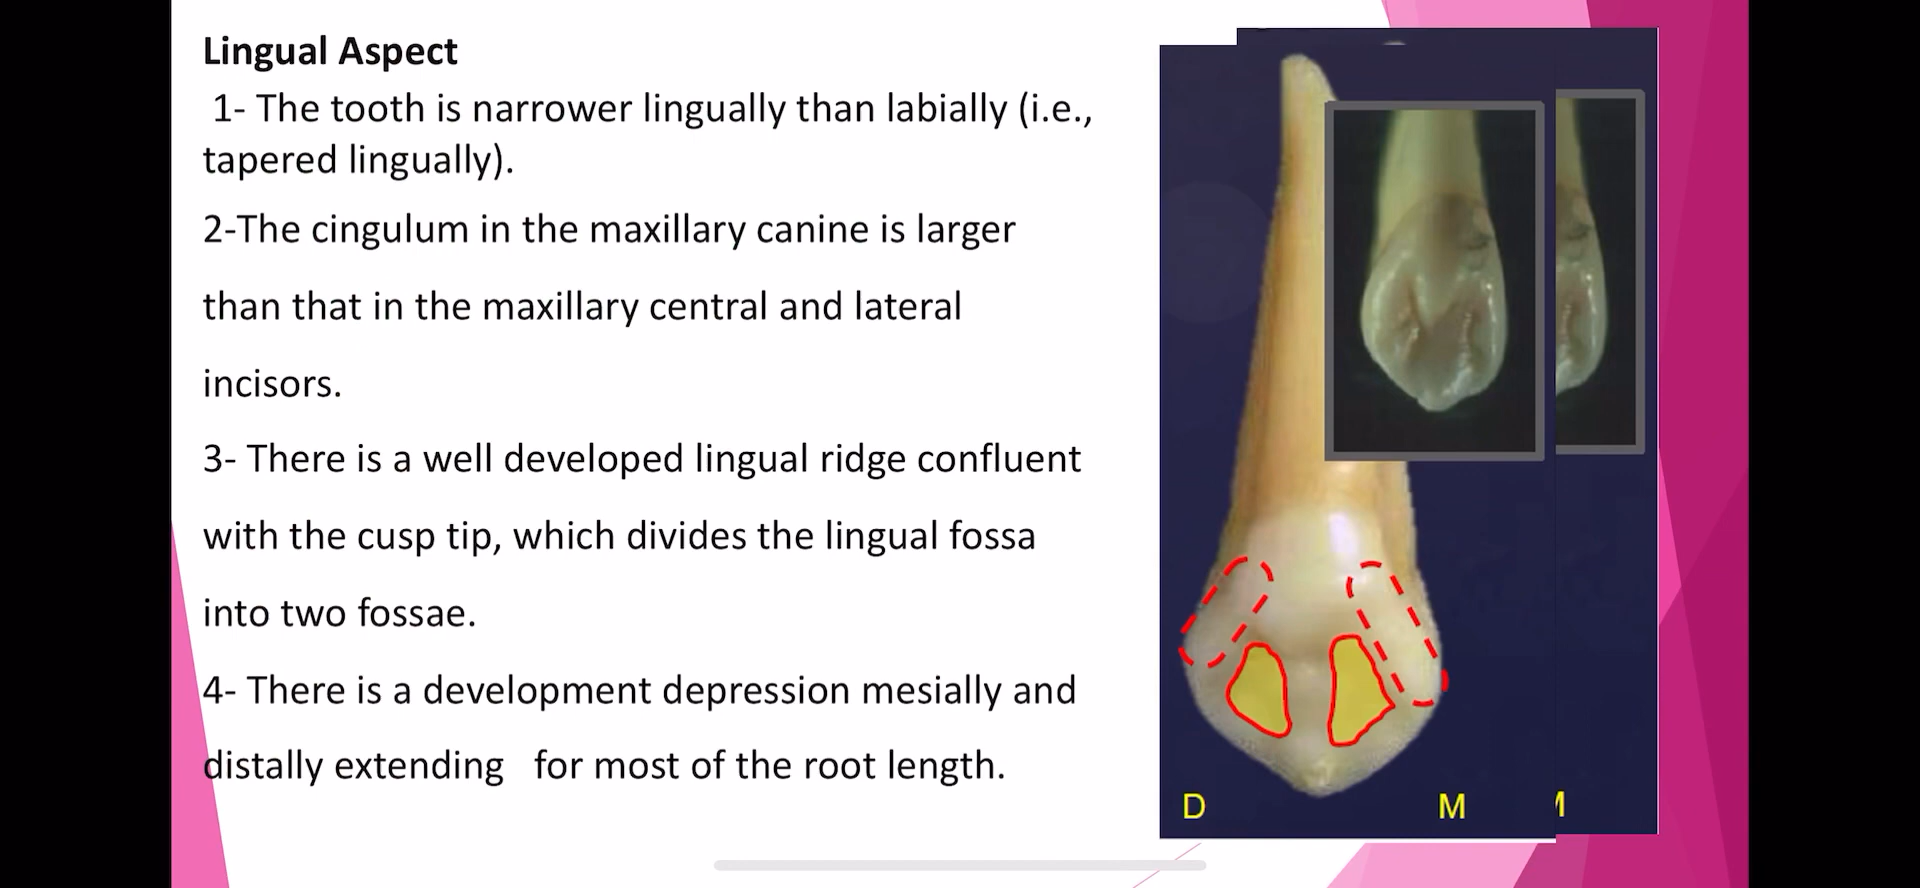 Lingual Aspect
1- The tooth is narrower lingually than labially (i.e.,
tapered lingually).
2-The cingulum in the maxillary canine is larger
than that in the maxillary central and lateral
incisors.
3- There is a well developed lingual ridge confluent
with the cusp tip, which divides the lingual fossa
into two fossae.
4- There is a development depression mesially and
distally extending   for most of the root length.
D
M